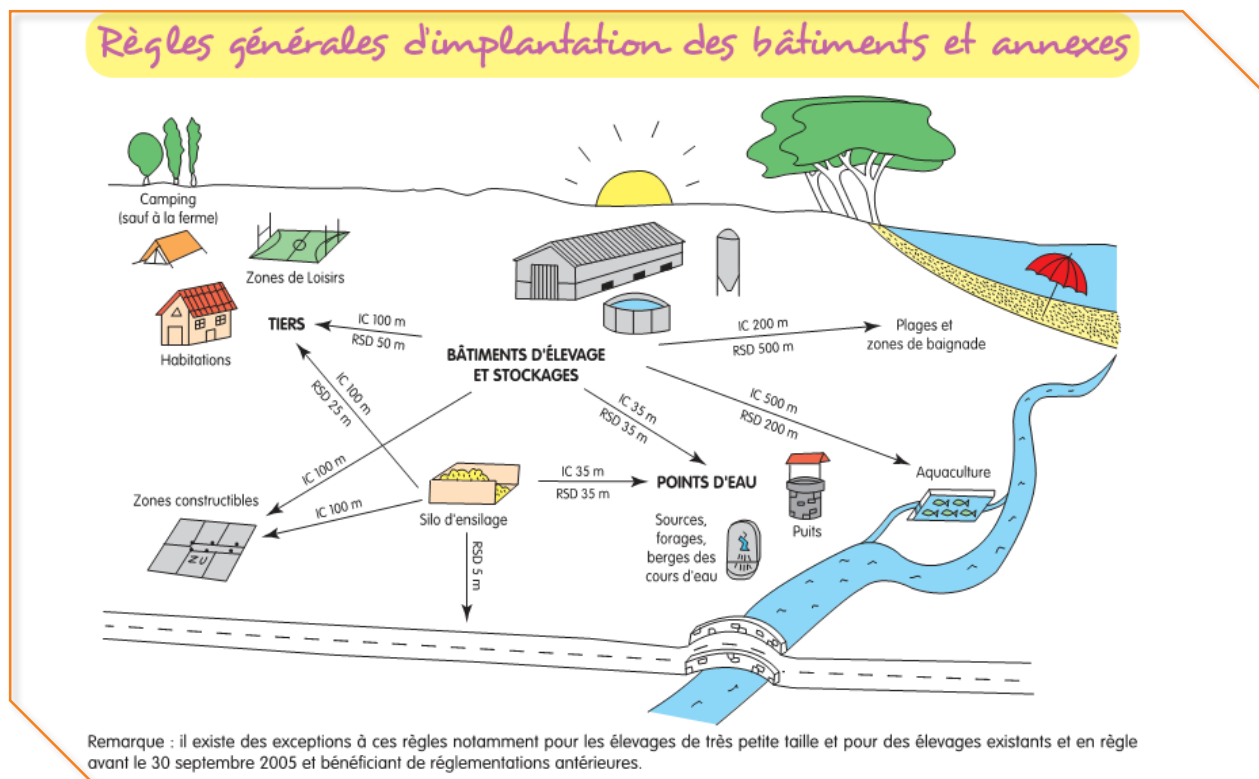 Règles générales d'implantation des bâtiments et annexes
Camping
(sauf à la ferme)
Zones de Loisirs
Habitations
TIERS
IC 100 m
RSD 50 m
BÂTIMENTS D'ÉLEVAGE
ET STOCKAGES
IC 200 m
RSD 500 m
Plages et
zones de baignade
IC 100 m
RSD 25 m
IC 35 m
RSD 35 m
IC 500 m
RSD 200 m
Aquaculture
IC 100 m
Zones constructibles
ZU
IC 100 m
Silo d'ensilage
IC 35 m
RSD 35 m
POINTS D'EAU
Puits
Sources,
forages,
berges des
cours d'eau
RSD 5 m
Remarque : il existe des exceptions à ces règles notamment pour les élevages de très petite taille et pour des élevages existants et en règle
avant le 30 septembre 2005 et bénéficiant de réglementations antérieures.